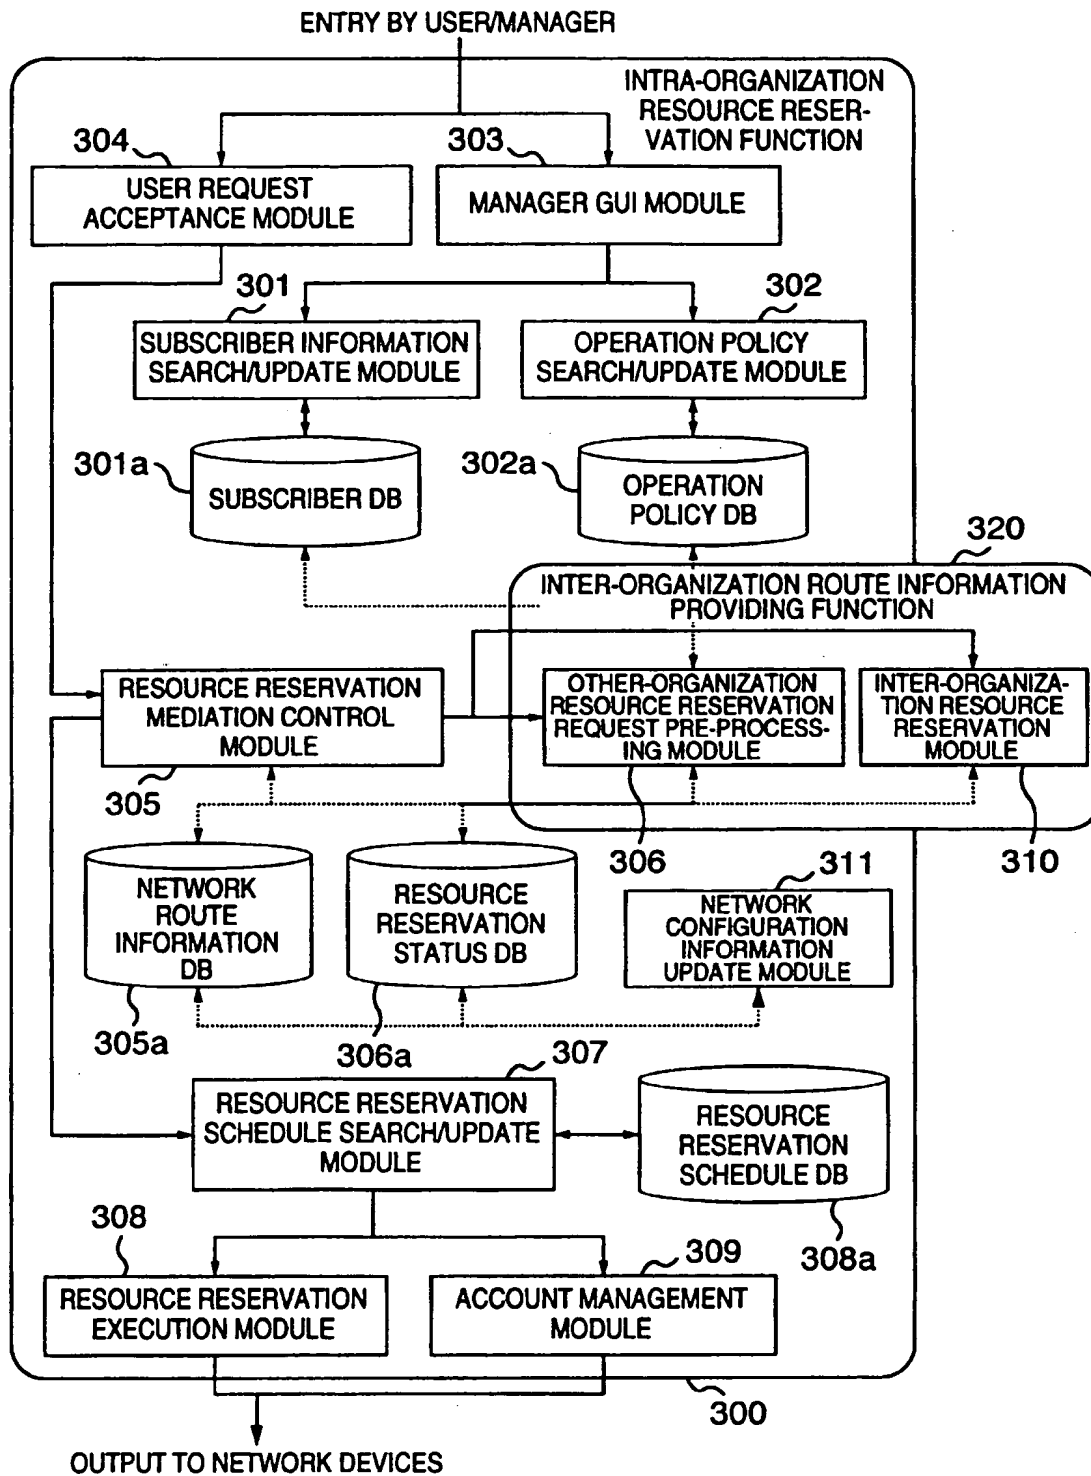 ENTRY BY USER/MANAGER
INTRA-ORGANIZATION
RESOURCE RESER-
VATION FUNCTION
304
303
USER REQUEST
ACCEPTANCE MODULE
MANAGER GUI MODULE
301
302
SUBSCRIBER INFORMATION
SEARCH/UPDATE MODULE
OPERATION POLICY
SEARCH/UPDATE MODULE
301a
SUBSCRIBER DB
302a
OPERATION
POLICY DB
320
INTER-ORGANIZATION ROUTE INFORMATION
PROVIDING FUNCTION
RESOURCE RESERVATION
MEDIATION CONTROL
MODULE
OTHER-ORGANIZATION
RESOURCE RESERVATION
REQUEST PRE-PROCESS-
ING MODULE
INTER-ORGANIZA-
TION RESOURCE
RESERVATION
MODULE
305
306
310
NETWORK
ROUTE
INFORMATION
DB
RESOURCE
RESERVATION
STATUS DB
311
NETWORK
CONFIGURATION
INFORMATION
UPDATE MODULE
305a
306a
307
RESOURCE RESERVATION
SCHEDULE SEARCH/UPDATE
MODULE
RESOURCE
RESERVATION
SCHEDULE DB
308a
308
309
RESOURCE RESERVATION
EXECUTION MODULE
ACCOUNT MANAGEMENT
MODULE
300
OUTPUT TO NETWORK DEVICES